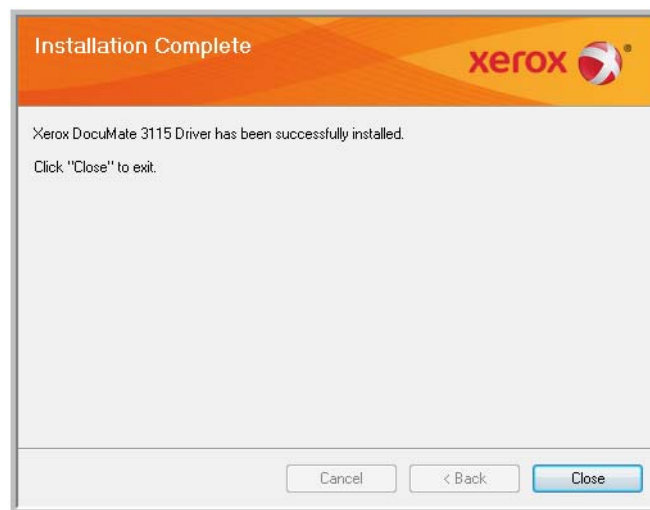 Installation Complete
xerox ®
Xerox DocuMate 3115 Driver has been successfully installed.
Click "Close" to exit.
Cancel
< Back
Close